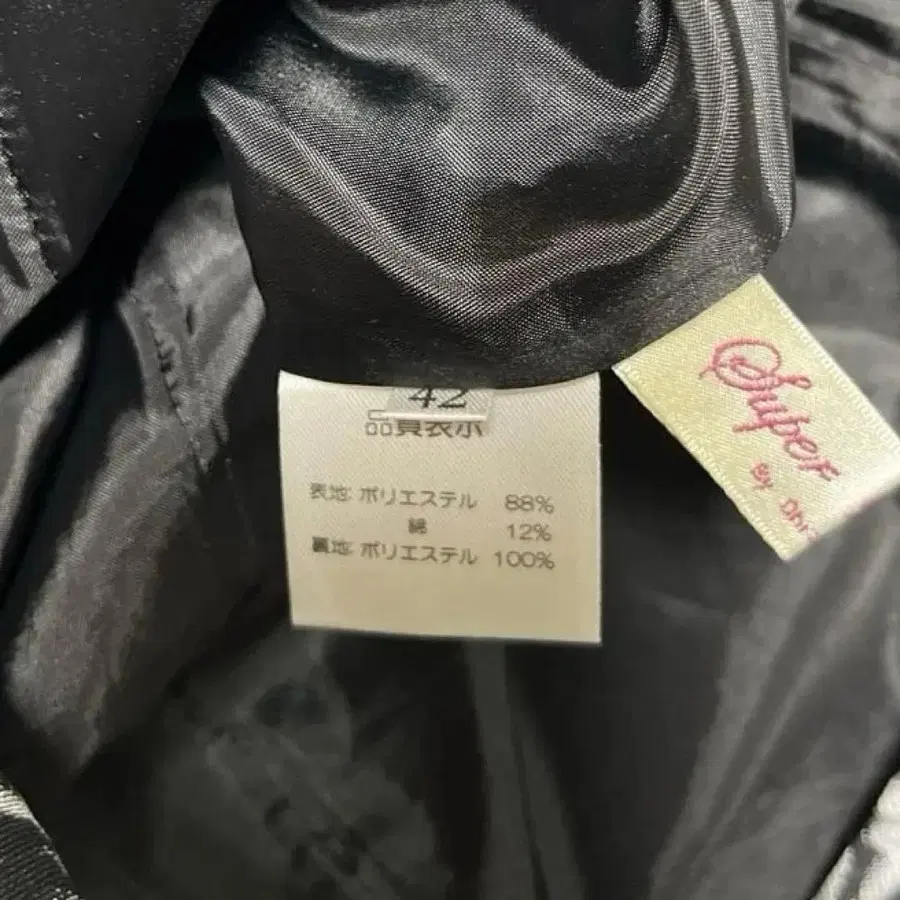 42
品質表示
表地: ポリエステル 88%
綿 12%
裏地: ポリエステル 100%
Super
By